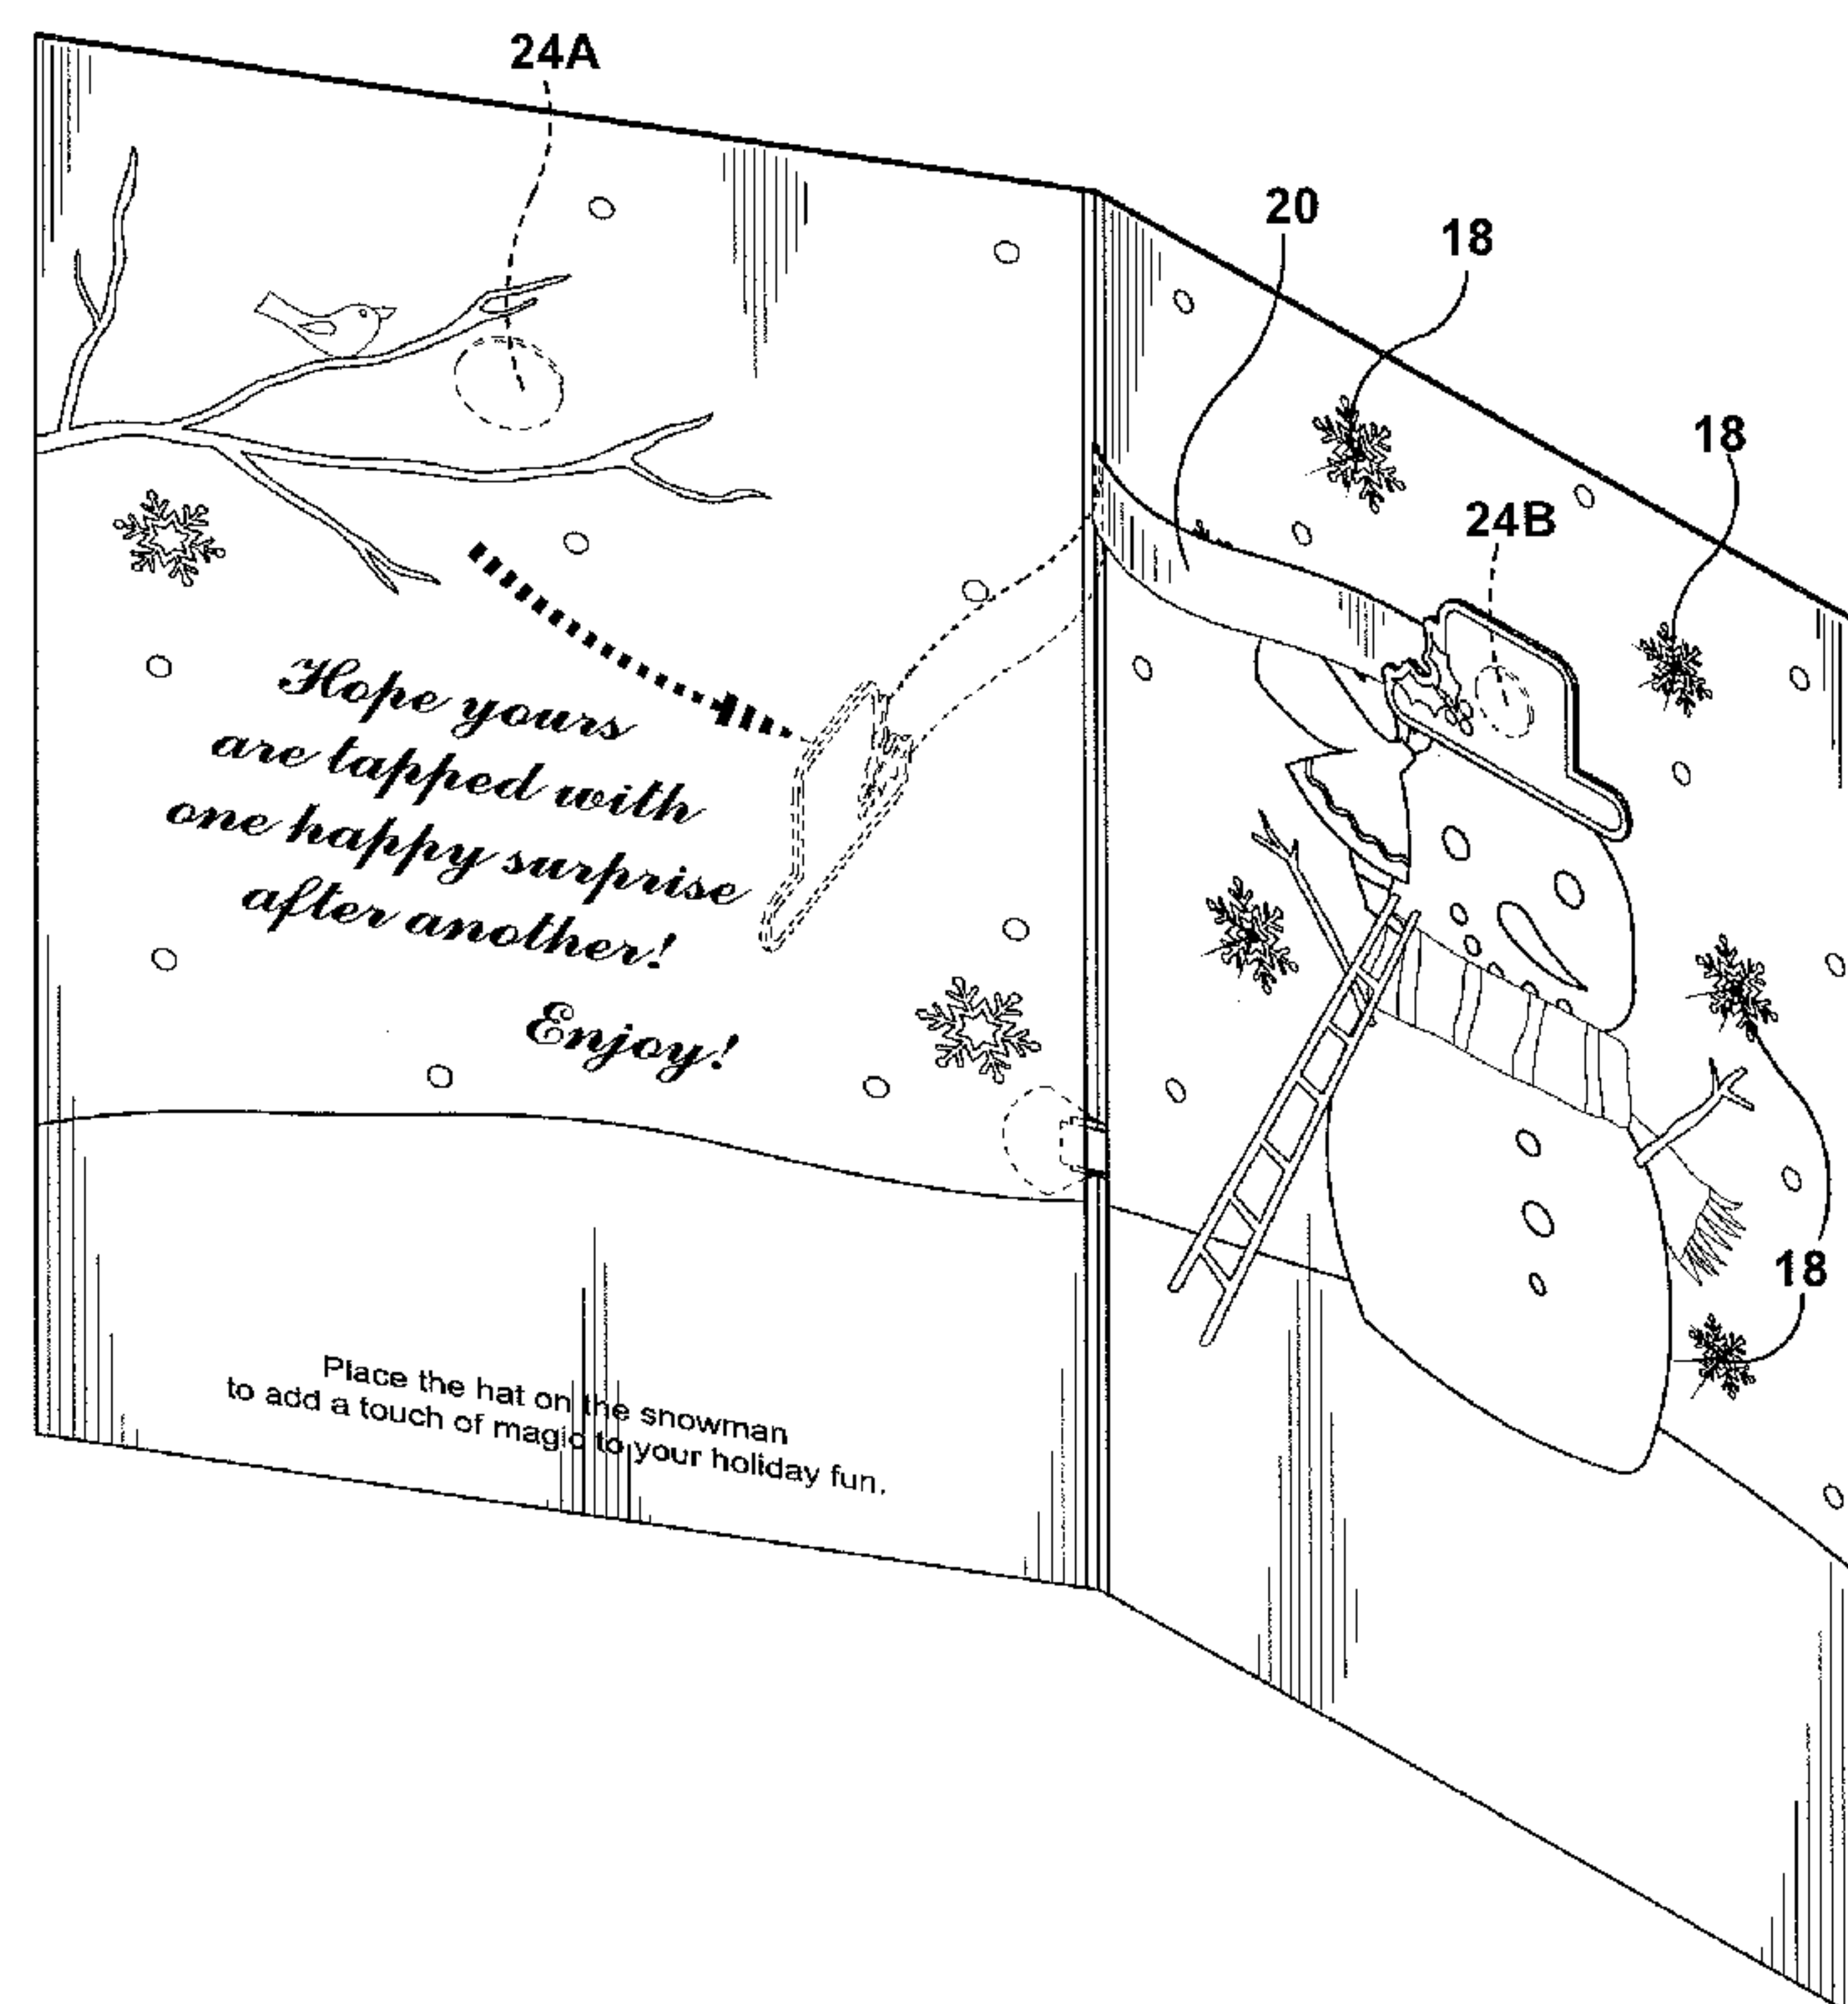 24A
20
18
18
24B
Hope yours
are tapped with
one happy surprise
after another!
Enjoy!
18
Place the hat on the snowman
to add a touch of magic to your holiday fun.